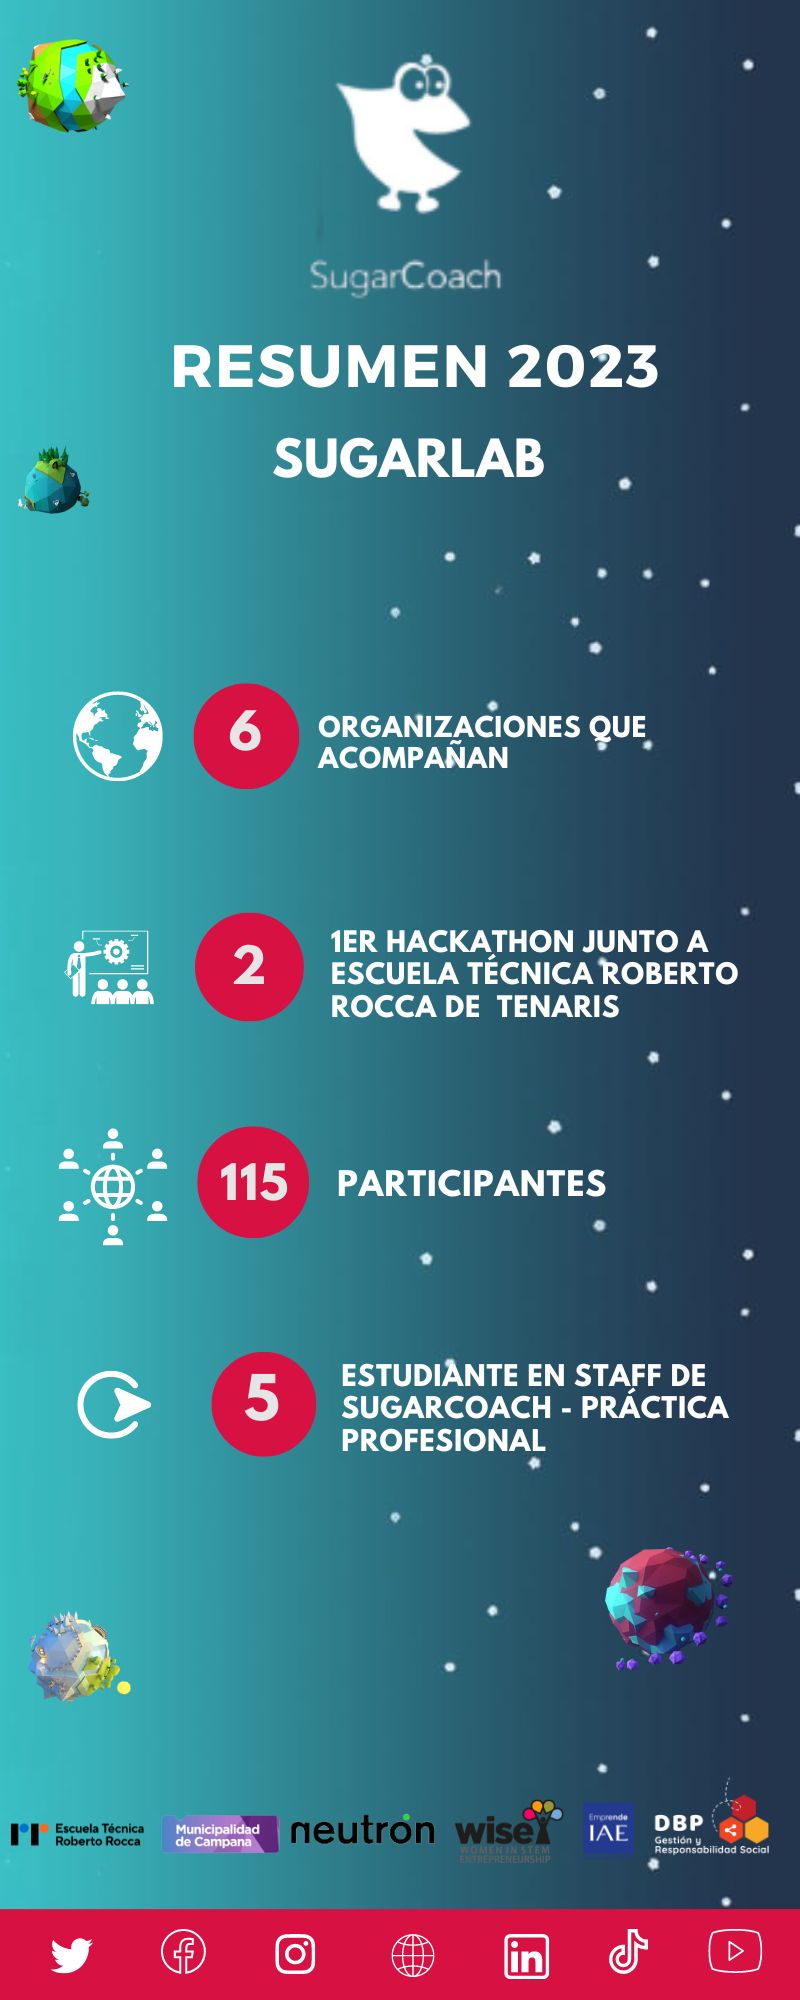 SugarCoach
RESUMEN 2023
SUGARLAB
6
ORGANIZACIONES QUE
ACOMPAÑAN
2
1ER HACKATHON JUNTO A
ESCUELA TÉCNICA ROBERTO
ROCCA DE TENARIS
115
PARTICIPANTES
5
ESTUDIANTE EN STAFF DE
SUGARCOACH - PRÁCTICA
PROFESIONAL
Escuela Técnica
Roberto Rocca
Municipalidad
de Campana
neutron
wise
WOMEN IN STEM
ENTREPRENEURSHIP
Emprende
IAE
DBP
Gestión y
Responsabilidad Social
in